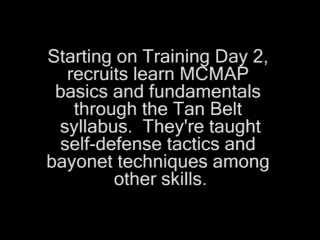 Starting on Training Day 2,
recruits learn MCMAP
basics and fundamentals
through the Tan Belt
syllabus.  They're taught
self-defense tactics and
bayonet techniques among
other skills.